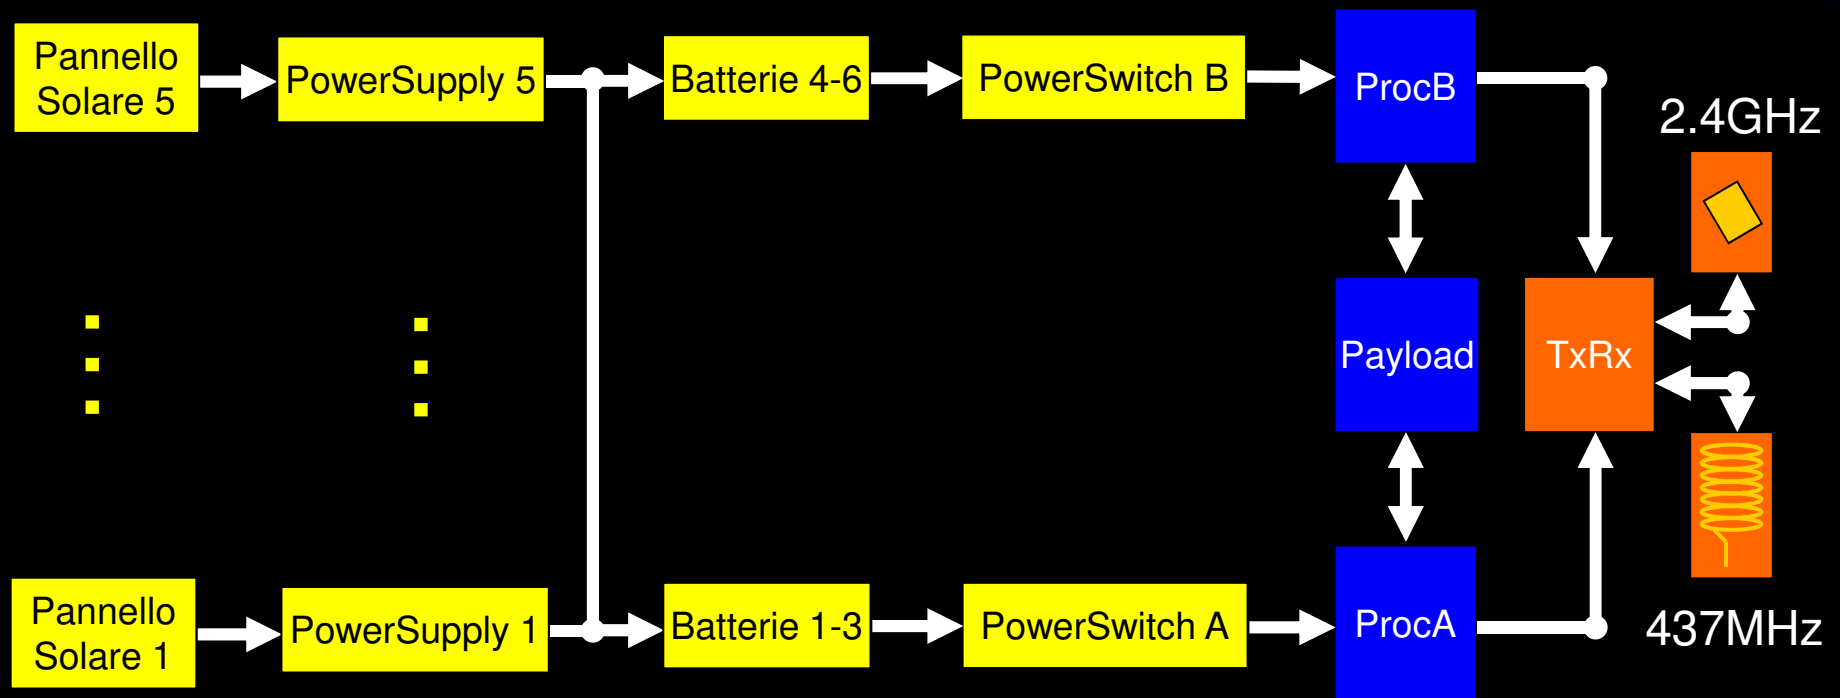 Pannello
Solare 5
PowerSupply 5
Batterie 4-6
PowerSwitch B
ProcB
2.4GHz
Payload
TxRx
Pannello
Solare 1
PowerSupply 1
Batterie 1-3
PowerSwitch A
ProcA
437MHz